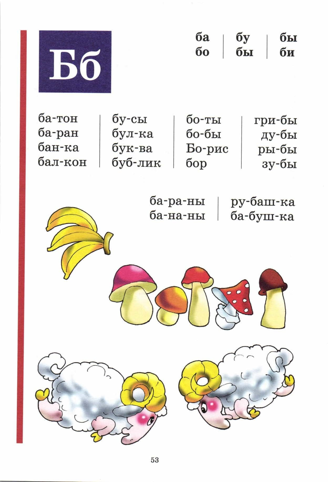 Бб
ба | бу | бы
бо | бы | би
ба-тон | бу-сы | бо-ты | гри-бы
ба-ран | бул-ка | бо-бы | ду-бы
бан-ка | бук-ва | Бо-рис | ры-бы
бал-кон | буб-лик | бор | зу-бы
ба-ра-ны | ру-баш-ка
ба-на-ны | ба-буш-ка
53